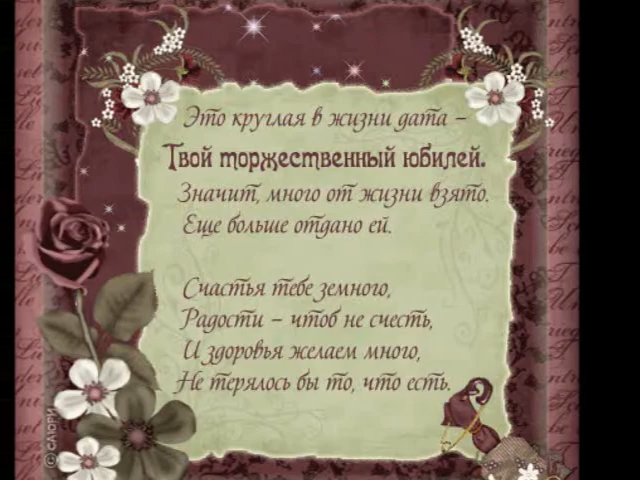 Это круглая в жизни дата –
Твой торжественный юбилей.
Значит, много от жизни взято.
Еще больше отдано ей.
Счастья тебе земного,
Радости – чтоб не счесть,
И здоровья желаем много,
Не терялось бы то, что есть.
© САЮРИ